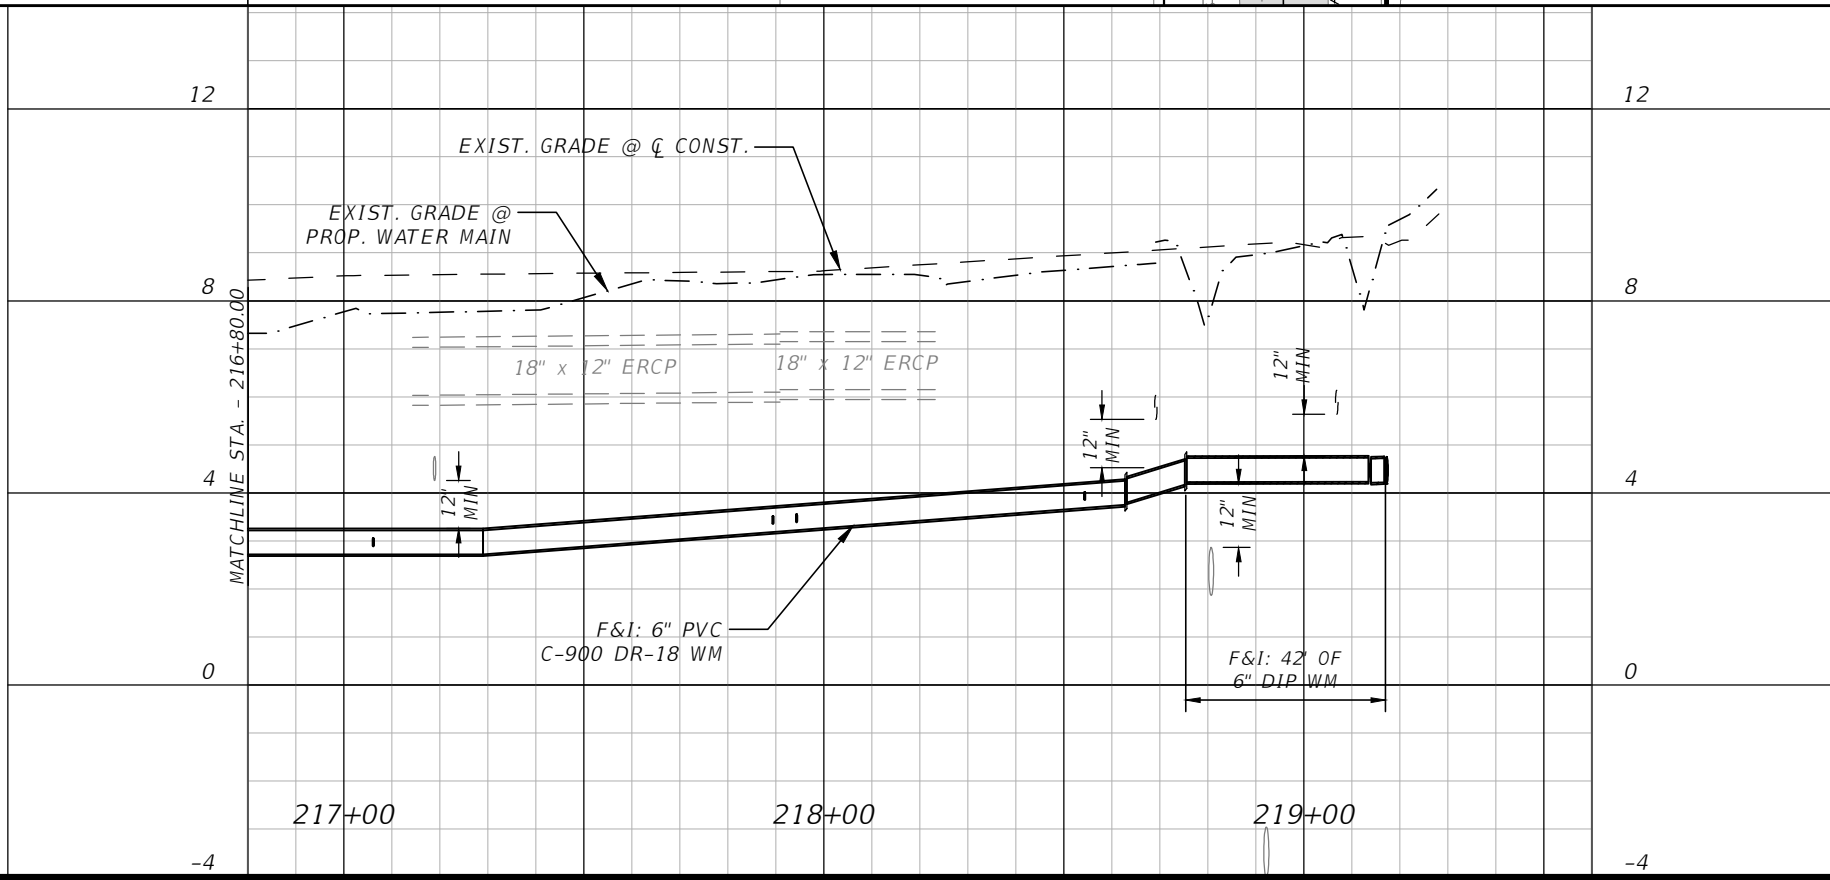 12
12
EXIST. GRADE @ ℄ CONST.
EXIST. GRADE @
PROP. WATER MAIN
8
8
MATCHLINE STA. - 216+80.00
18" x 12" ERCP
18" x 12" ERCP
12"
MIN
12"
MIN
4
4
12"
MIN
12"
MIN
F&I: 6" PVC
C-900 DR-18 WM
F&I: 42' OF
6" DIP WM
0
0
217+00
218+00
219+00
-4
-4